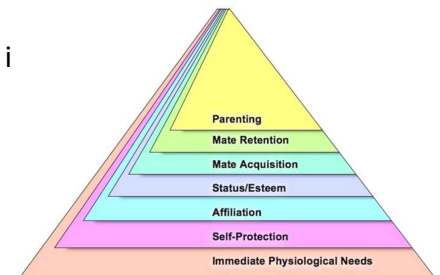 i
Parenting
Mate Retention
Mate Acquisition
Status/Esteem
Affiliation
Self-Protection
Immediate Physiological Needs